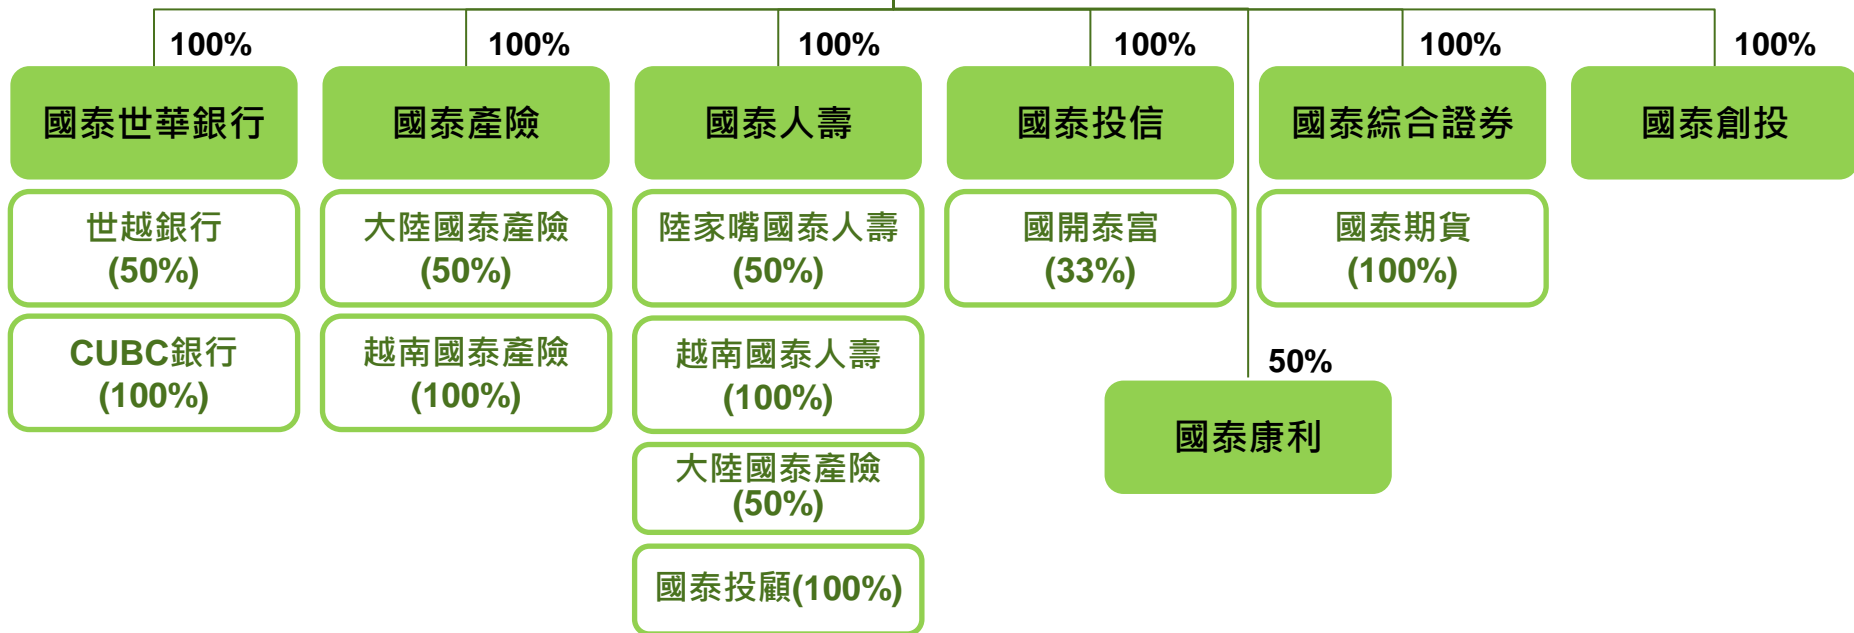 100%
100%
100%
100%
100%
100%
國泰世華銀行
國泰產險
國泰人壽
國泰投信
國泰綜合證券
國泰創投
世越銀行
(50%)
大陸國泰產險
(50%)
陸家嘴國泰人壽
(50%)
國開泰富
(33%)
國泰期貨
(100%)
CUBC銀行
(100%)
越南國泰產險
(100%)
越南國泰人壽
(100%)
50%
國泰康利
大陸國泰產險
(50%)
國泰投顧(100%)